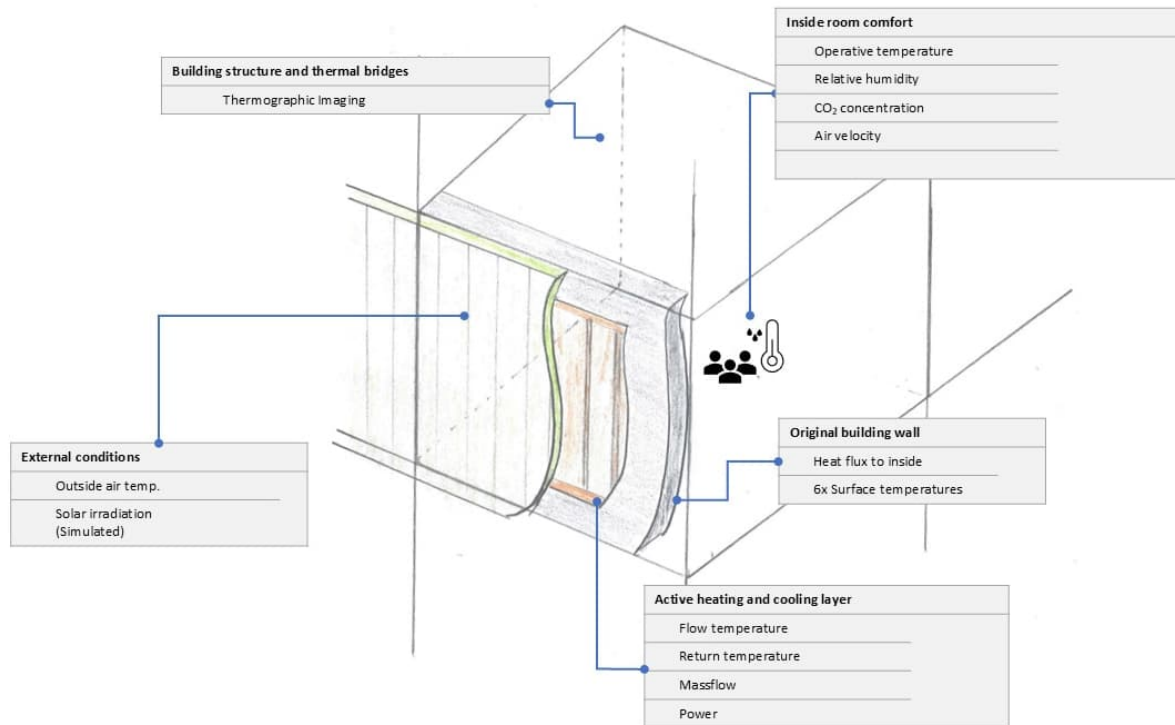 Inside room comfort
Operative temperature
Relative humidity
CO₂ concentration
Air velocity
Building structure and thermal bridges
Thermographic Imaging
External conditions
Outside air temp.
Solar irradiation
(Simulated)
Original building wall
Heat flux to inside
6x Surface temperatures
Active heating and cooling layer
Flow temperature
Return temperature
Massflow
Power